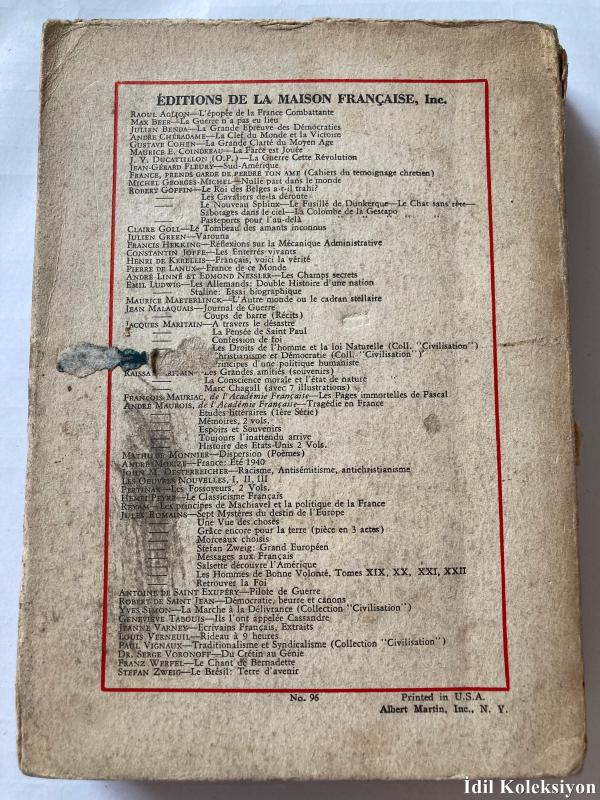 ÉDITIONS DE LA MAISON FRANÇAISE, Inc.
RAOUL AGLION—L'épopée de la France Combattante
MAX BEER—La Guerre n'a pas eu lieu
JULIEN BENDA—La Grande Epreuve des Démocraties
ANDRÉ CHÉRADAME—La Clef du Monde et la Victoire
GUSTAVE COHEN—La Grande Clarté du Moyen Age
MAURICE E. COINDREAU—La Farce est Jouée
J. V. DUCATTILLON (O.P.)—La Guerre Cette Révolution
JEAN-GÉRARD FLEURY—Sud-Amérique
FRANCE, PRENDS GARDE DE PERDRE TON AME (Cahiers du temoignage chretien)
MICHEL GEORGES-MICHEL—Nulle part dans le monde
ROBERT GOFFIN—Le Roi des Belges a-t-il trahi?
Les Cavaliers de la déroute
Le Nouveau Sphinx—Le Fusillé de Dunkerque—Le Chat sans tête—
Sabotages dans le ciel—La Colombe de la Gestapo
Passeports pour l'au-delà
CLAIRE GOLL—Le Tombeau des amants inconnus
JULIEN GREEN—Varouna
FRANCIS HEKKING—Réflexions sur la Mécanique Administrative
CONSTANTIN JOFFE—Les Enterrés vivants
HENRI DE KERILLIS—Français, voici la vérité
PIERRE DE LANUX—France de ce Monde
ANDRÉ LINNÉ et EDMOND NESSLER—Les Champs secrets
EMIL LUDWIG—Les Allemands: Double Histoire d'une nation
Staline: Essai biographique
MAURICE MAETERLINCK—L'Autre monde ou le cadran stellaire
JEAN MALAQUAIS—Journal de Guerre
Coups de barre (Récits)
JACQUES MARITAIN—A travers le désastre
La Pensée de Saint Paul
Confession de foi
Les Droits de l'homme et la loi Naturelle (Coll. "Civilisation")
Christianisme et Démocratie (Coll. "Civilisation")
Principes d'une politique humaniste
RAISSA MARITAIN—Les Grandes amitiés (souvenirs)
La Conscience morale et l'état de nature
Marc Chagall (avec 7 illustrations)
FRANÇOIS MAURIAC, de l'Académie Française—Les Pages immortelles de Pascal
ANDRÉ MAUROIS, de l'Académie Française—Tragédie en France
Etudes littéraires (1ère Série)
Mémoires, 2 vols.
Espoirs et Souvenirs
Toujours l'inattendu arrive
Histoire des Etats-Unis 2 Vols.
MATHILDE MONNIER—Dispersion (Poèmes)
ANDRÉ MORIZE—France: Été 1940
JOHN M. OESTERREICHER—Racisme, Antisémitisme, antichristianisme
LES OEUVRES NOUVELLES, I, II, III
PERTINAX—Les Fossoyeurs, 2 Vols.
HENRI PEYRE—Le Classicisme Français
REVAM—Les principes de Machiavel et la politique de la France
JULES ROMAINS—Sept Mystères du destin de l'Europe
Une Vue des choses
Grâce encore pour la terre (pièce en 3 actes)
Morceaux choisis
Stefan Zweig: Grand Européen
Messages aux Français
Salsette découvre l'Amérique
Les Hommes de Bonne Volonté, Tomes XIX, XX, XXI, XXII
Retrouver la Foi
ANTOINE DE SAINT EXUPÉRY—Pilote de Guerre
ROBERT DE SAINT JEAN—Démocratie, beurre et canons
YVES SIMON—La Marche à la Délivrance (Collection "Civilisation")
GENEVIÈVE TABOUIS—Ils l'ont appelée Cassandre
JEANNE VARNEY—Ecrivains Français, Extraits
LOUIS VERNEUIL—Rideau à 9 heures
PAUL VIGNAUX—Traditionalisme et Syndicalisme (Collection "Civilisation")
DR. SERGE VORONOFF—Du Crétin au Génie
FRANZ WERFEL—Le Chant de Bernadette
STEFAN ZWEIG—Le Brésil: Terre d'avenir
No. 96
Printed in U.S.A.
Albert Martin, Inc., N. Y.
İdil Koleksiyon